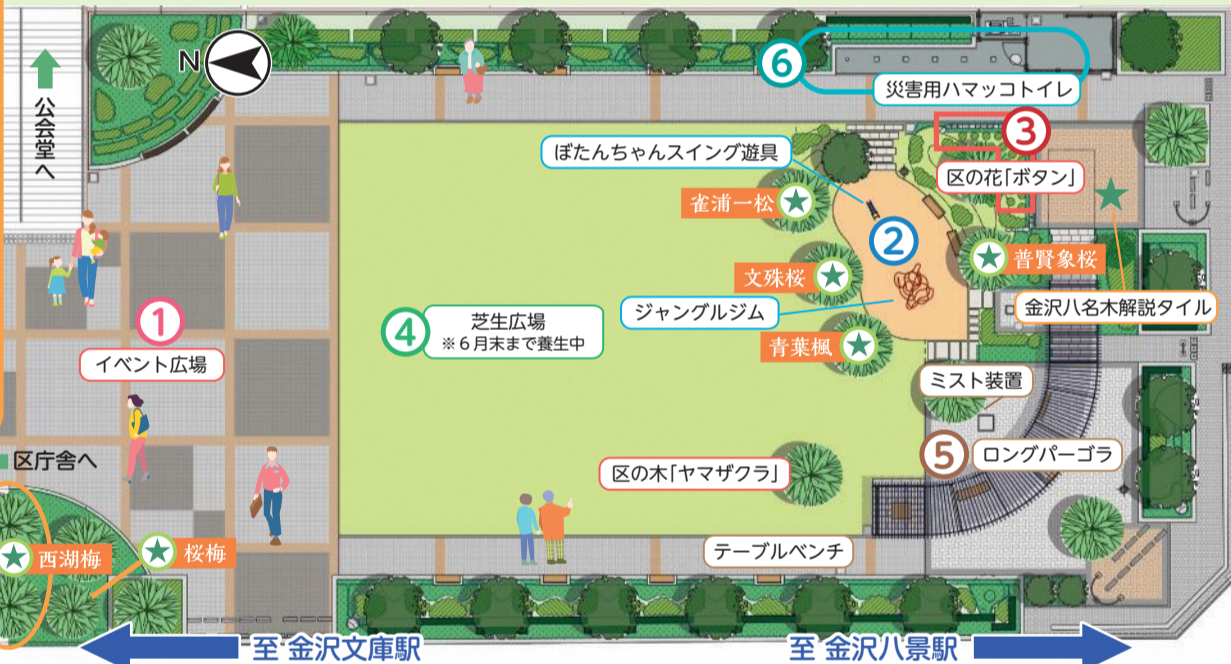 N
公会堂へ
⑥
災害用ハマッコトイレ
③
区の花「ボタン」
ぼたんちゃんスイング遊具
雀浦一松
②
普賢象桜
文殊桜
金沢八名木解説タイル
ジャングルジム
①
イベント広場
④
芝生広場
※6月末まで養生中
青葉楓
ミスト装置
⑤
ロングパーゴラ
区庁舎へ
区の木「ヤマザクラ」
西湖梅
桜梅
テーブルベンチ
至 金沢文庫駅
至 金沢八景駅